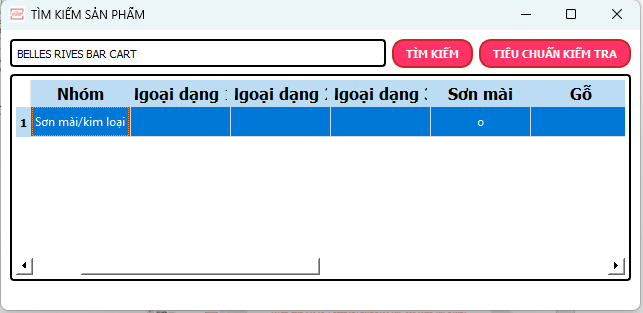 TÌM KIẾM SẢN PHẨM
BELLES RIVES BAR CART
TÌM KIẾM
TIÊU CHUẨN KIỂM TRA
Nhóm Igoại dạng Igoại dạng Igoại dạng Sơn mài Gỗ
1 Sơn mài/kim loại o